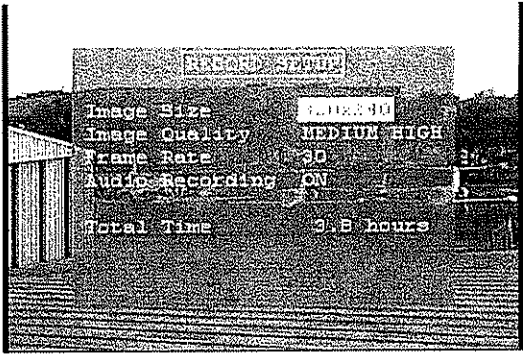 RECORD SETUP
Image Size
Image Quality MEDIUM HIGH
Frame Rate 30
Audio Recording ON
Total Time 3.8 hours